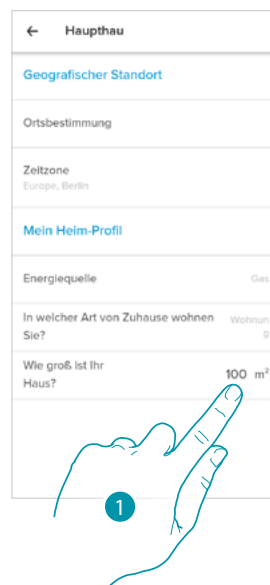 ← Haupthau
Geografischer Standort
Ortsbestimmung
Zeitzone
Europe, Berlin
Mein Heim-Profil
Energiequelle Gas
In welcher Art von Zuhause wohnen Wohnun
Sie? g
Wie groß ist Ihr
Haus? 100 m²
1